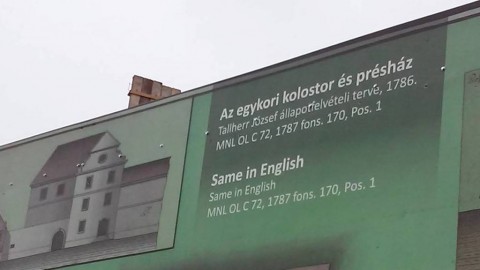 Az egykori kolostor és présház
Tallherr József állapotfelvételi terve, 1786.
MNL OL C 72, 1787 fons. 170, Pos. 1
Same in English
Same in English
MNL OL C 72, 1787 fons. 170, Pos. 1